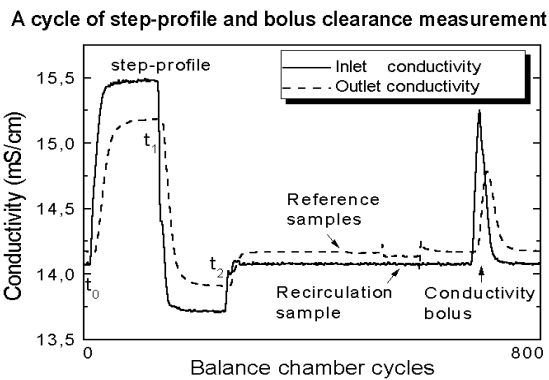 A cycle of step-profile and bolus clearance measurement
step-profile
Inlet conductivity
Outlet conductivity
Conductivity (mS/cm)
15,5
15,0
14,5
14,0
13,5
t0
t1
t2
Reference
samples
Recirculation
sample
Conductivity
bolus
0
800
Balance chamber cycles